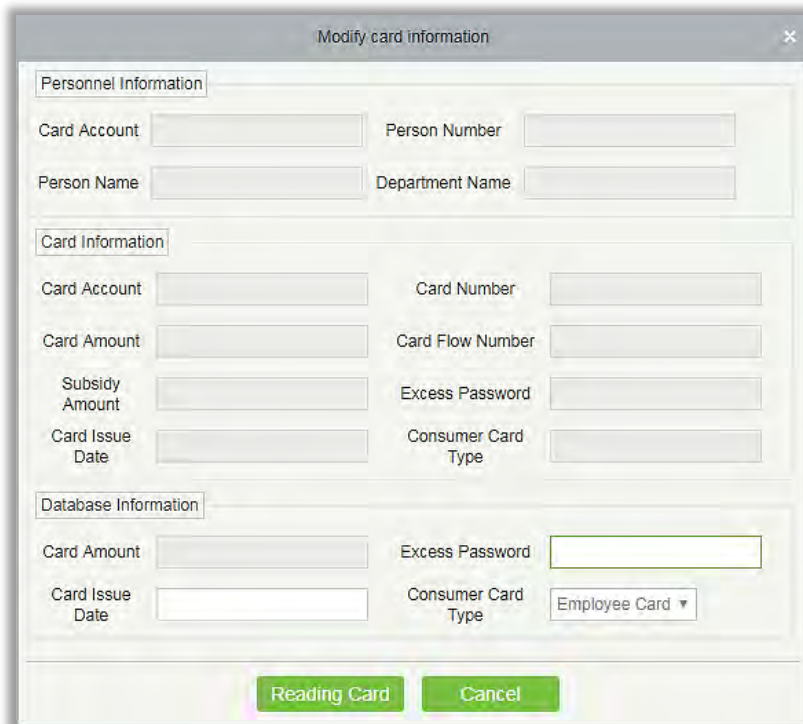 Modify card information ×
Personnel Information
Card Account Person Number
Person Name Department Name
Card Information
Card Account Card Number
Card Amount Card Flow Number
Subsidy
Amount
Excess Password
Card Issue
Date
Consumer Card
Type
Database Information
Card Amount Excess Password
Card Issue
Date
Consumer Card
Type
Employee Card ▼
Reading Card Cancel